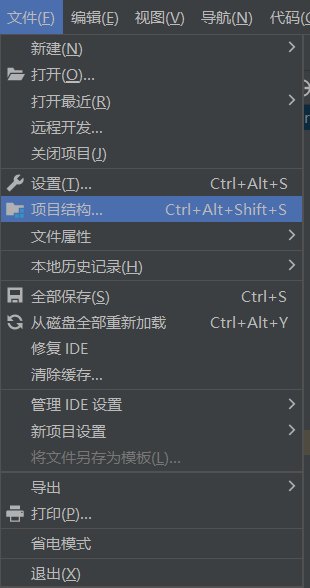 文件(F) 编辑(E) 视图(V) 导航(N) 代码(C
新建(N)
打开(O)...
打开最近(R)
远程开发...
关闭项目(J)
设置(T)... Ctrl+Alt+S
项目结构... Ctrl+Alt+Shift+S
文件属性
本地历史记录(H)
全部保存(S) Ctrl+S
从磁盘全部重新加载 Ctrl+Alt+Y
修复 IDE
清除缓存...
管理 IDE 设置
新项目设置
将文件另存为模板(L)...
导出
打印(P)...
省电模式
退出(X)